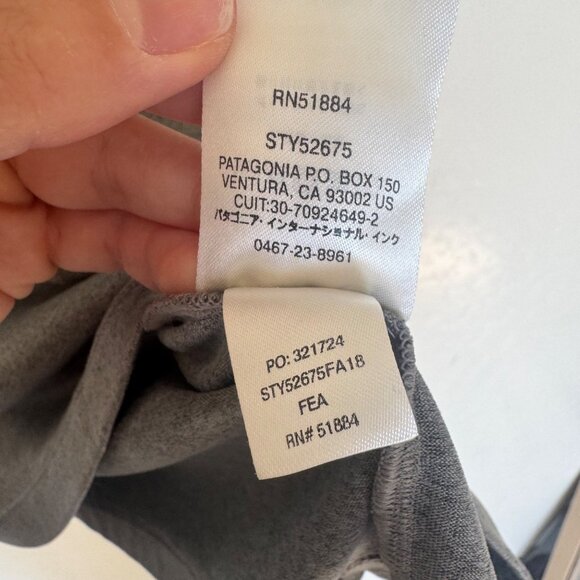 RN51884
STY52675
PATAGONIA P.O. BOX 150
VENTURA, CA 93002 US
CUIT:30-70924649-2
パタゴニア・インターナショナル・インク
0467-23-8961
PO: 321724
STY52675FA18
FEA
RN# 51884